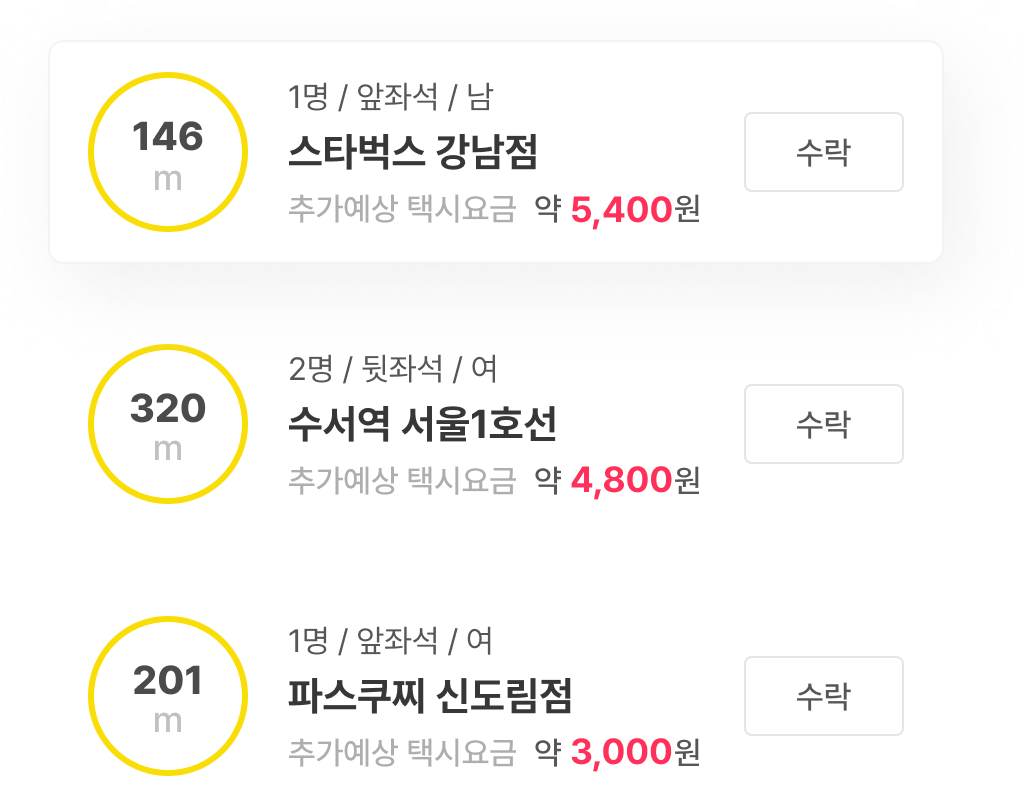 146
m
1명 / 앞좌석 / 남
스타벅스 강남점
추가예상 택시요금 약 5,400원
수락
320
m
2명 / 뒷좌석 / 여
수서역 서울1호선
추가예상 택시요금 약 4,800원
수락
201
m
1명 / 앞좌석 / 여
파스쿠찌 신도림점
추가예상 택시요금 약 3,000원
수락